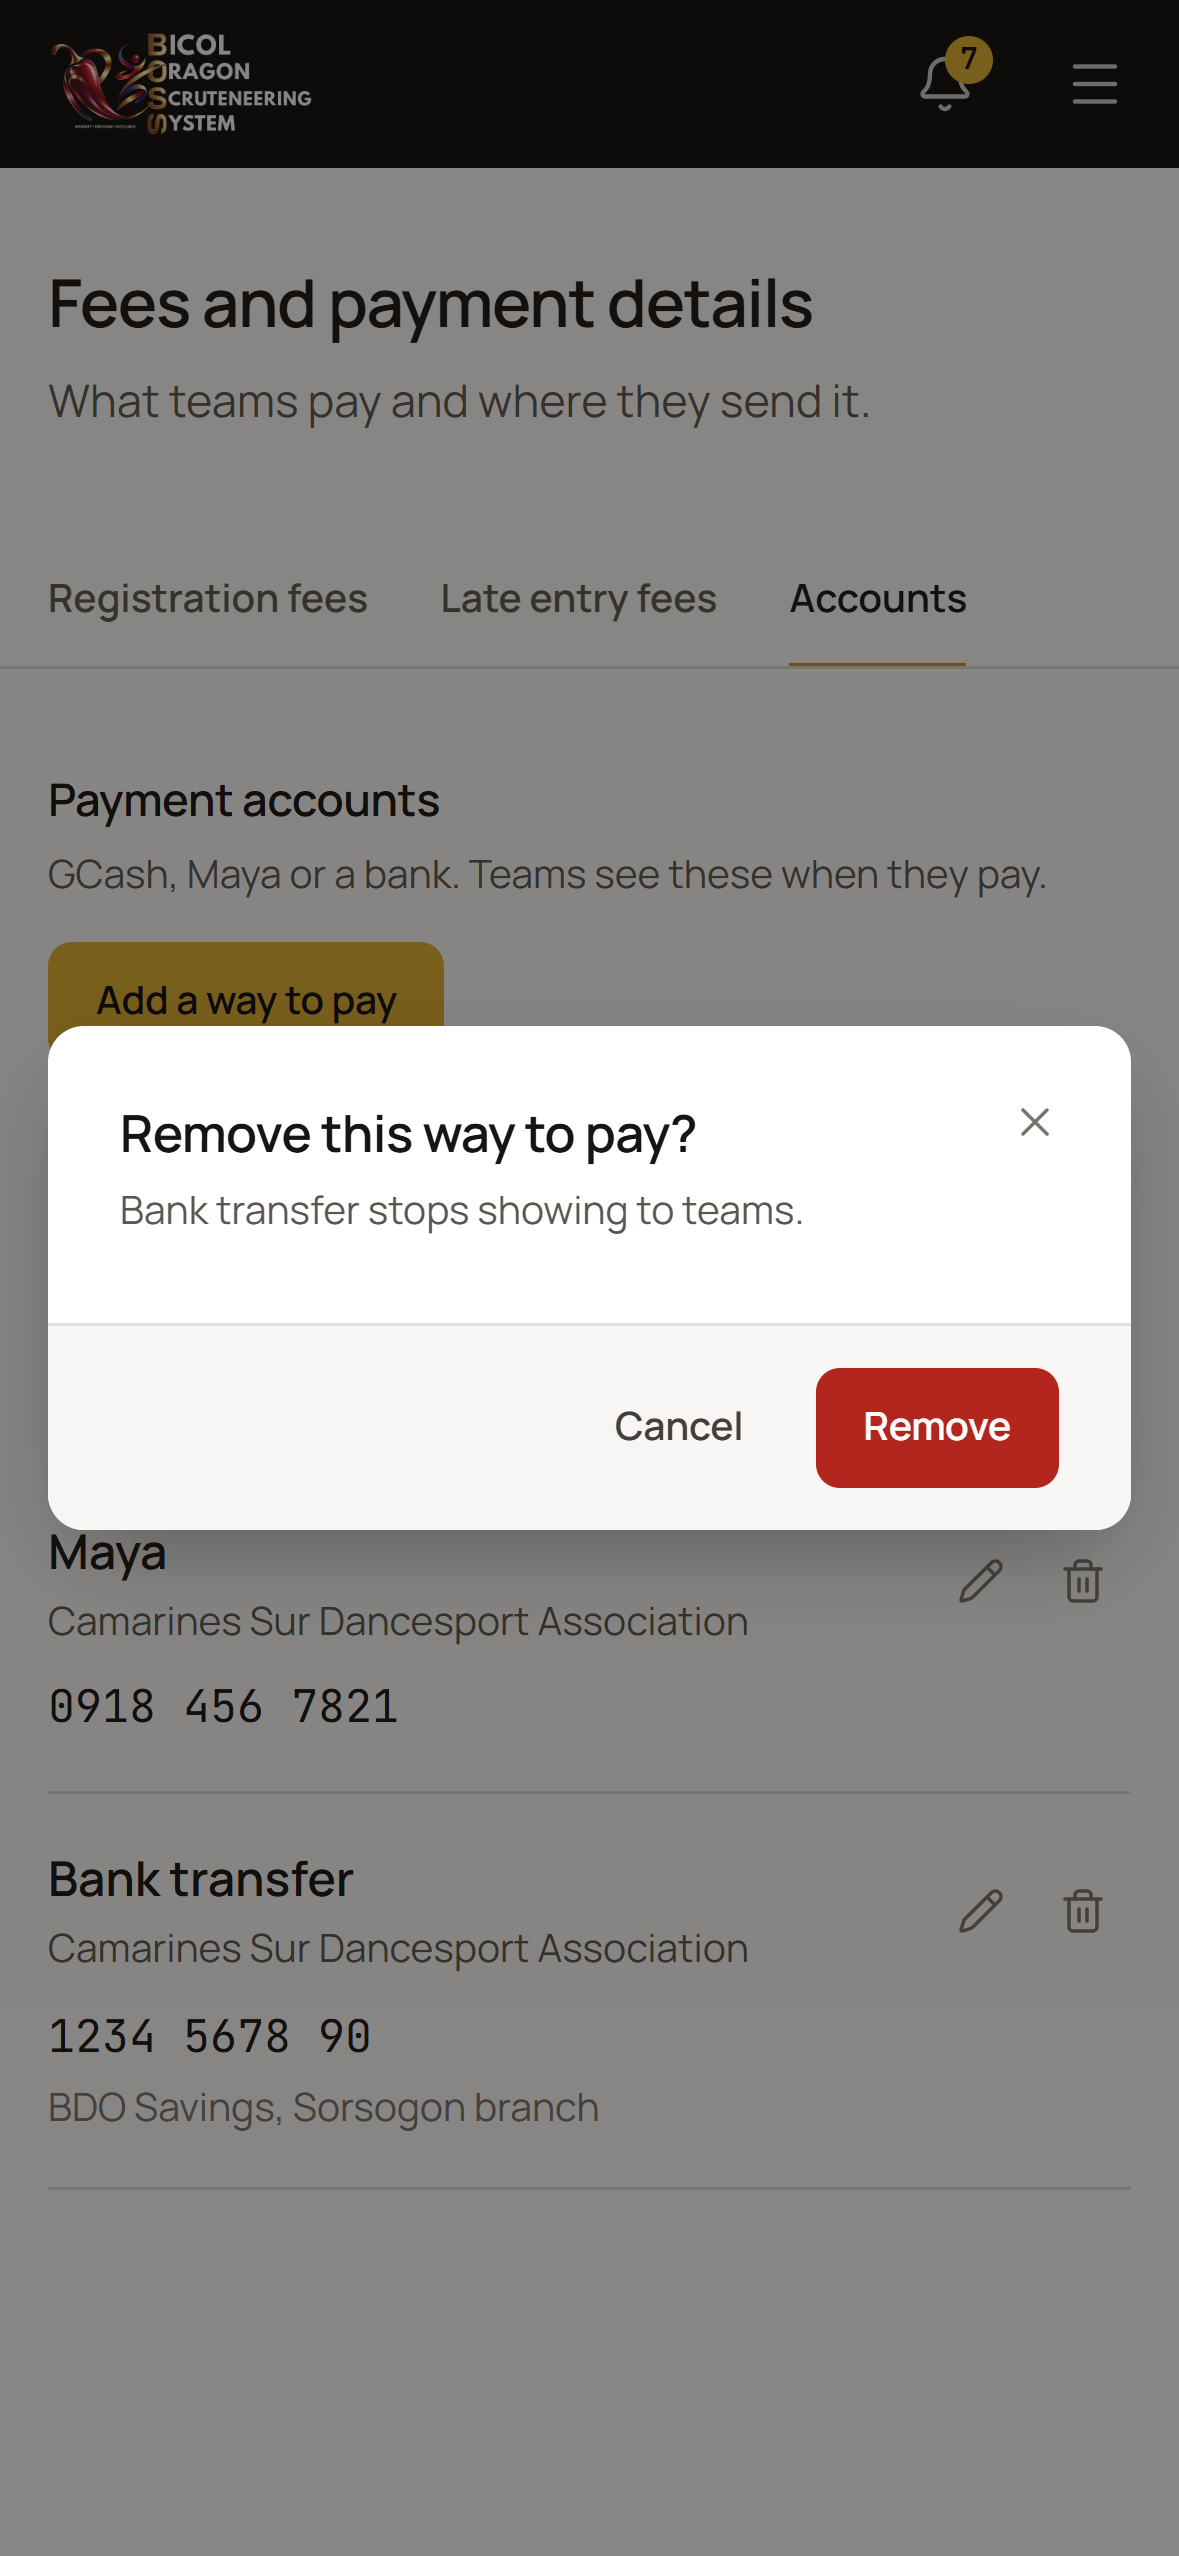 BICOL
ORAGON
SCRUTENEERING
SYSTEM
7
Fees and payment details
What teams pay and where they send it.
Registration fees
Late entry fees
Accounts
Payment accounts
GCash, Maya or a bank. Teams see these when they pay.
Add a way to pay
Remove this way to pay?
Bank transfer stops showing to teams.
Cancel
Remove
Maya
Camarines Sur Dancesport Association
0918 456 7821
Bank transfer
Camarines Sur Dancesport Association
1234 5678 90
BDO Savings, Sorsogon branch